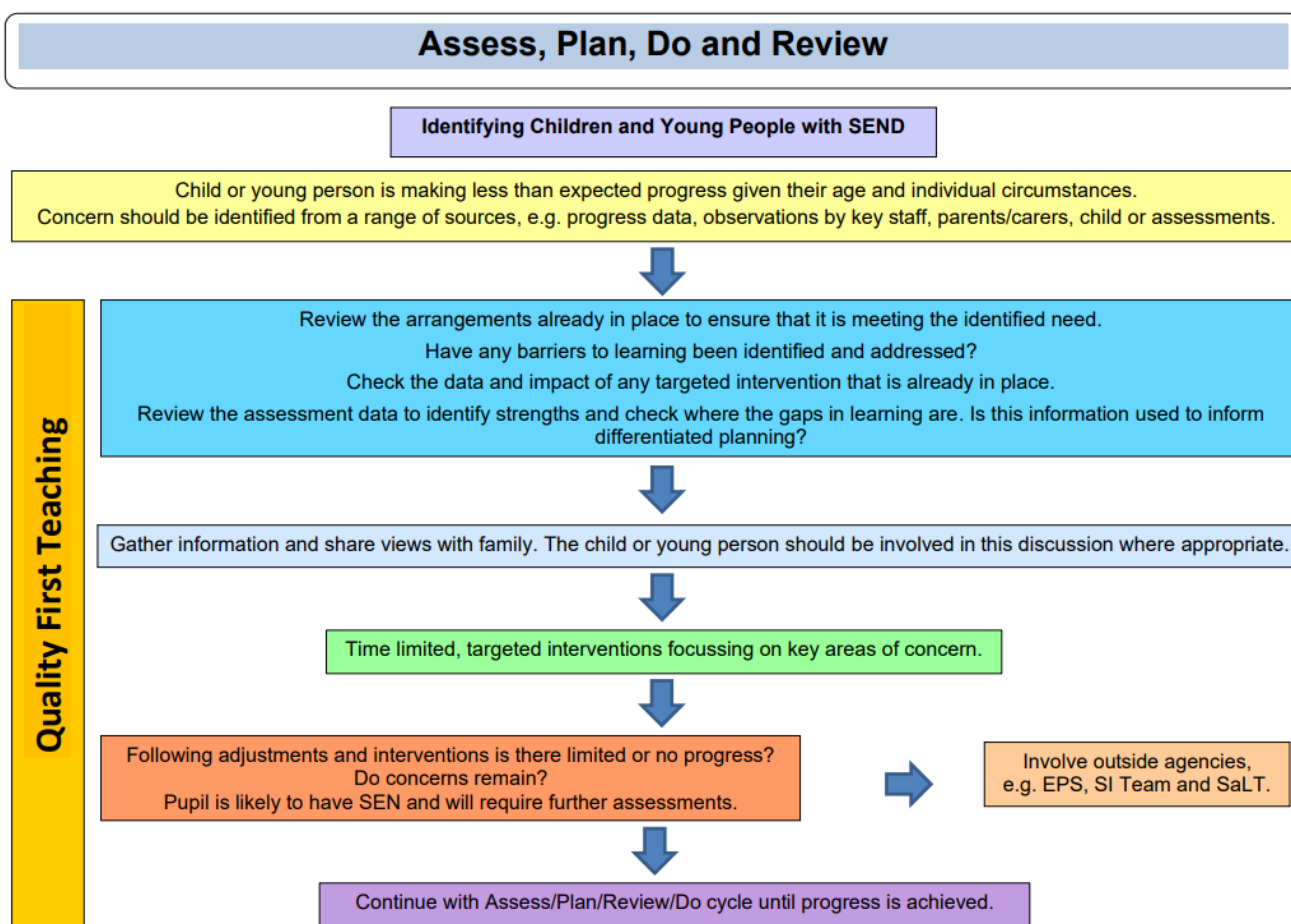 Assess, Plan, Do and Review
Identifying Children and Young People with SEND
Child or young person is making less than expected progress given their age and individual circumstances.
Concern should be identified from a range of sources, e.g. progress data, observations by key staff, parents/carers, child or assessments.
Quality First Teaching
Review the arrangements already in place to ensure that it is meeting the identified need.
Have any barriers to learning been identified and addressed?
Check the data and impact of any targeted intervention that is already in place.
Review the assessment data to identify strengths and check where the gaps in learning are. Is this information used to inform
differentiated planning?
Gather information and share views with family. The child or young person should be involved in this discussion where appropriate.
Time limited, targeted interventions focussing on key areas of concern.
Following adjustments and interventions is there limited or no progress?
Do concerns remain?
Pupil is likely to have SEN and will require further assessments.
Involve outside agencies,
e.g. EPS, SI Team and SaLT.
Continue with Assess/Plan/Review/Do cycle until progress is achieved.